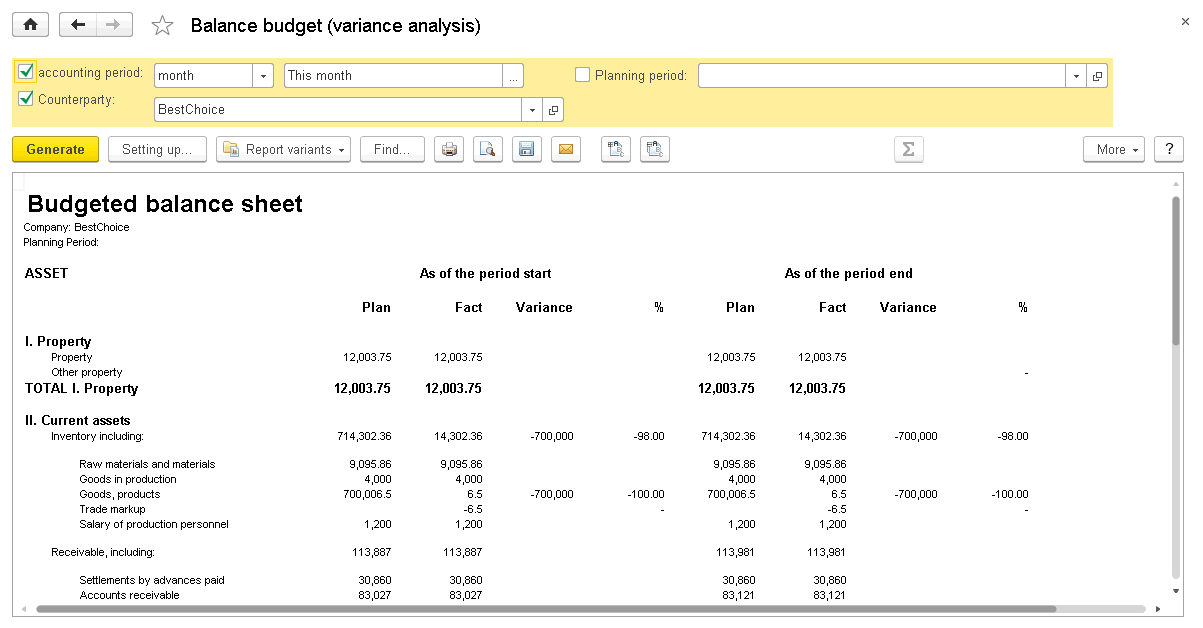 Balance budget (variance analysis)
accounting period: month This month ... Planning period:
Counterparty: BestChoice
Generate Setting up... Report variants Find... Σ More ?
Budgeted balance sheet
Company: BestChoice
Planning Period:
ASSET As of the period start As of the period end
Plan Fact Variance % Plan Fact Variance %
I. Property
Property 12,003.75 12,003.75 12,003.75 12,003.75
Other property -
TOTAL I. Property 12,003.75 12,003.75 12,003.75 12,003.75
II. Current assets
Inventory including: 714,302.36 14,302.36 -700,000 -98.00 714,302.36 14,302.36 -700,000 -98.00
Raw materials and materials 9,095.86 9,095.86 9,095.86 9,095.86
Goods in production 4,000 4,000 4,000 4,000
Goods, products 700,006.5 6.5 -700,000 -100.00 700,006.5 6.5 -700,000 -100.00
Trade markup -6.5 - -6.5 -
Salary of production personnel 1,200 1,200 1,200 1,200
Receivable, including: 113,887 113,887 113,981 113,981
Settlements by advances paid 30,860 30,860 30,860 30,860
Accounts receivable 83,027 83,027 83,121 83,121